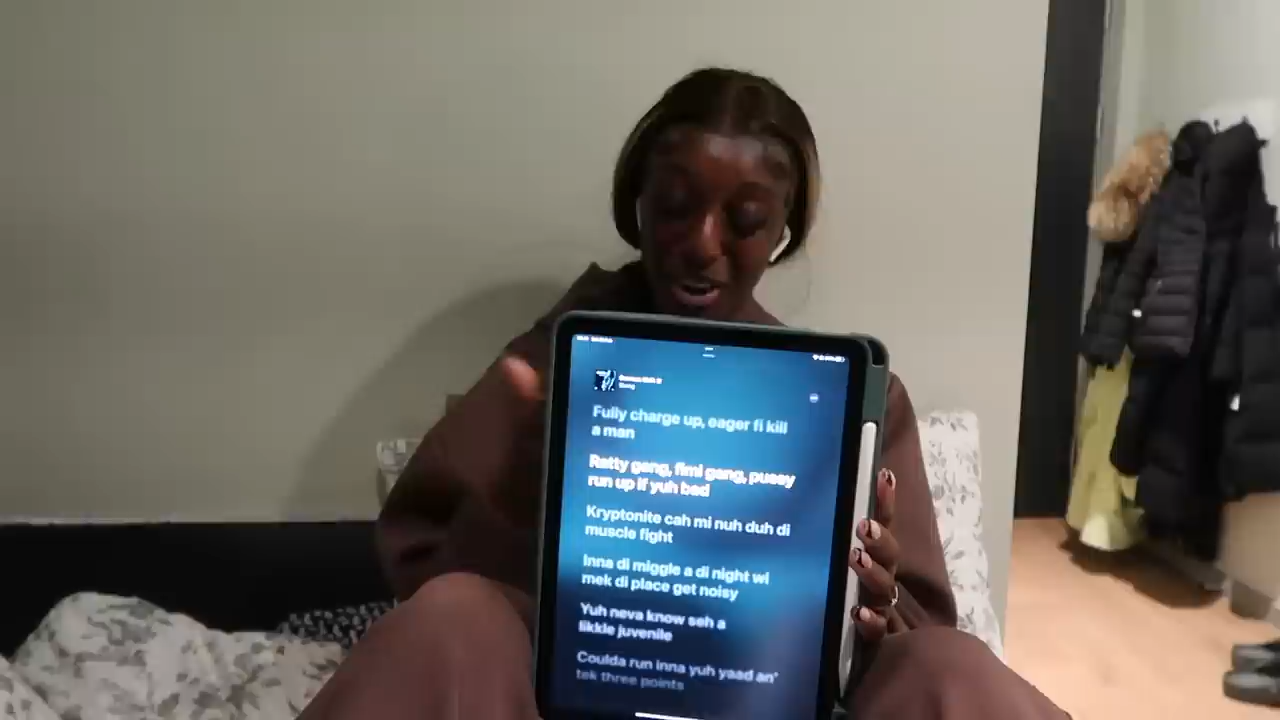 Fully charge up, eager fi kill
a man
Ratty gang, fimi gang, pussy
run up if yuh bad
Kryptonite cah mi nuh duh di
muscle fight
Inna di miggle a di night wi
mek di place get noisy
Yuh neva know seh a
likkle juvenile
Coulda run inna yuh yaad an'
tek three points